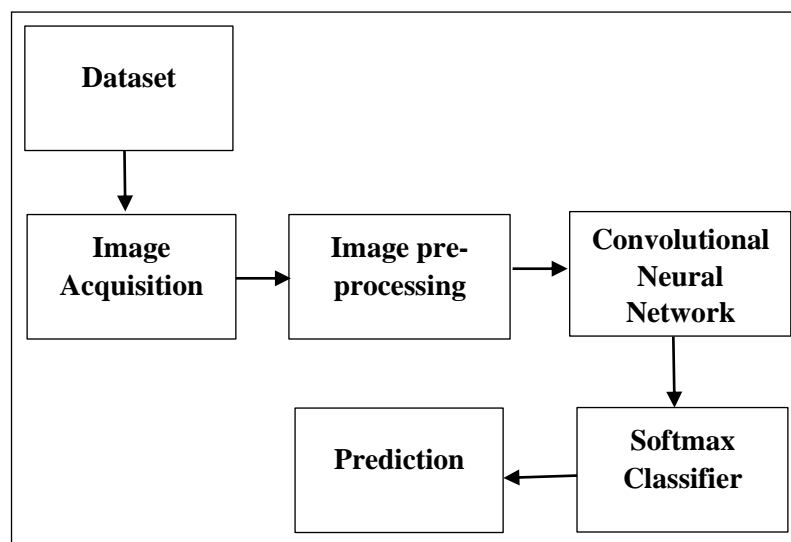 Dataset
Image
Acquisition
Image pre-
processing
Convolutional
Neural
Network
Softmax
Classifier
Prediction